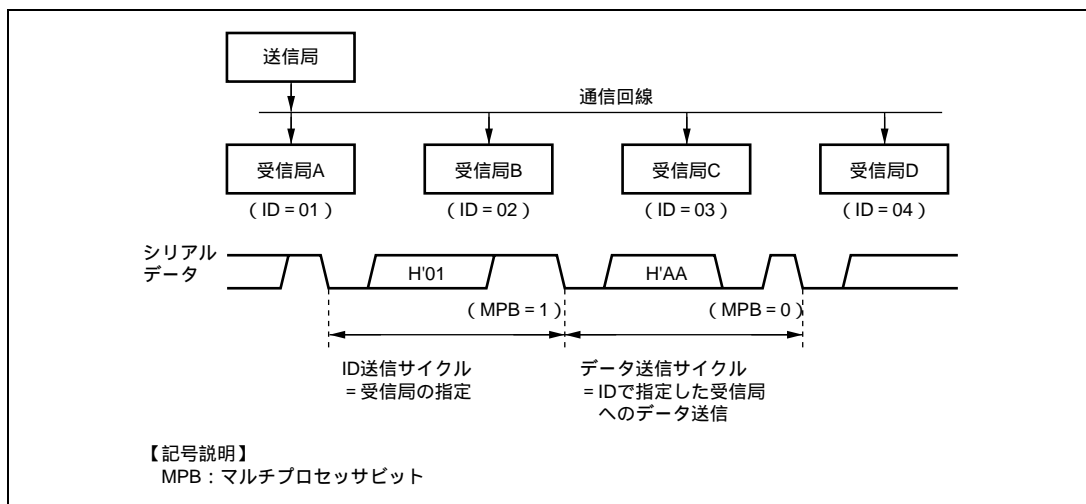 送信局
通信回線
受信局A 受信局B 受信局C 受信局D
(ID = 01) (ID = 02) (ID = 03) (ID = 04)
シリアル
データ
H'01 H'AA
(MPB = 1) (MPB = 0)
ID送信サイクル
= 受信局の指定
データ送信サイクル
= IDで指定した受信局
へのデータ送信
【記号説明】
MPB:マルチプロセッサビット